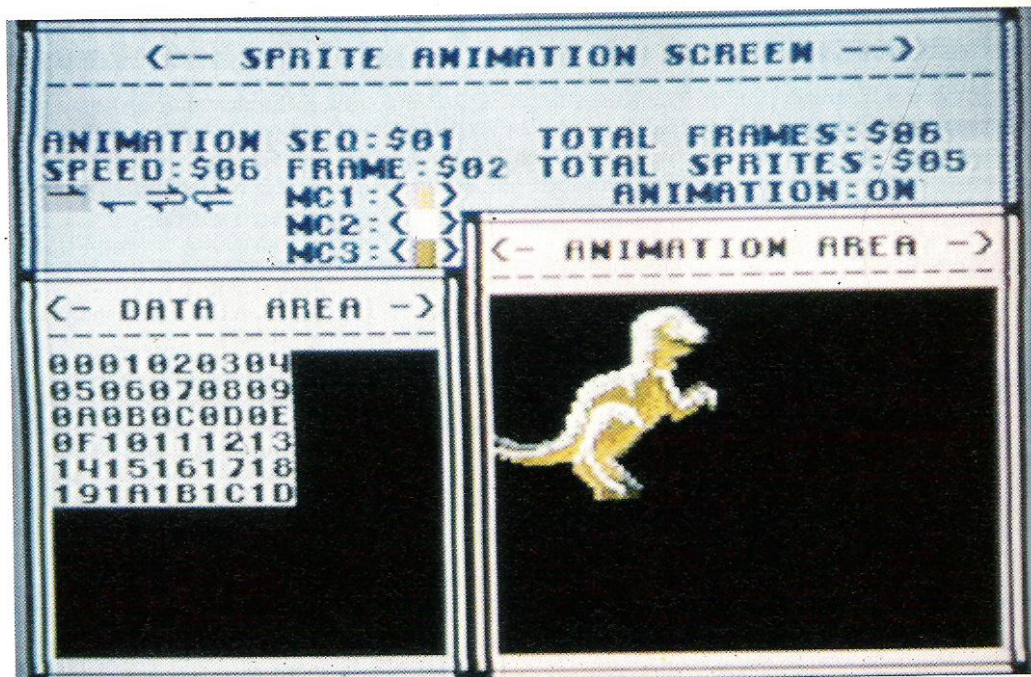 <-- SPRITE ANIMATION SCREEN -->
ANIMATION SEQ:$01 TOTAL FRAMES:$06
SPEED:$06 FRAME:$02 TOTAL SPRITES:$05
MC1:< > ANIMATION:ON
MC2:< >
MC3:< >
<- ANIMATION AREA ->
<- DATA AREA ->
0001020304
0506070809
0A0B0C0D0E
0F10111213
1415161718
191A1B1C1D